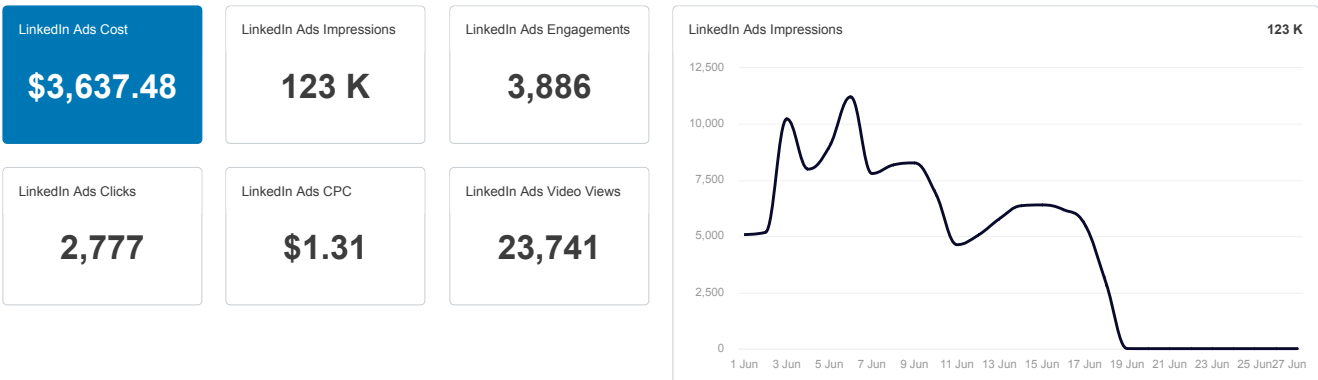 LinkedIn Ads Cost
$3,637.48
LinkedIn Ads Impressions
123 K
LinkedIn Ads Engagements
3,886
LinkedIn Ads Clicks
2,777
LinkedIn Ads CPC
$1.31
LinkedIn Ads Video Views
23,741
LinkedIn Ads Impressions 123 K
12,500
10,000
7,500
5,000
2,500
0
1 Jun 3 Jun 5 Jun 7 Jun 9 Jun 11 Jun 13 Jun 15 Jun 17 Jun 19 Jun 21 Jun 23 Jun 25 Jun 27 Jun